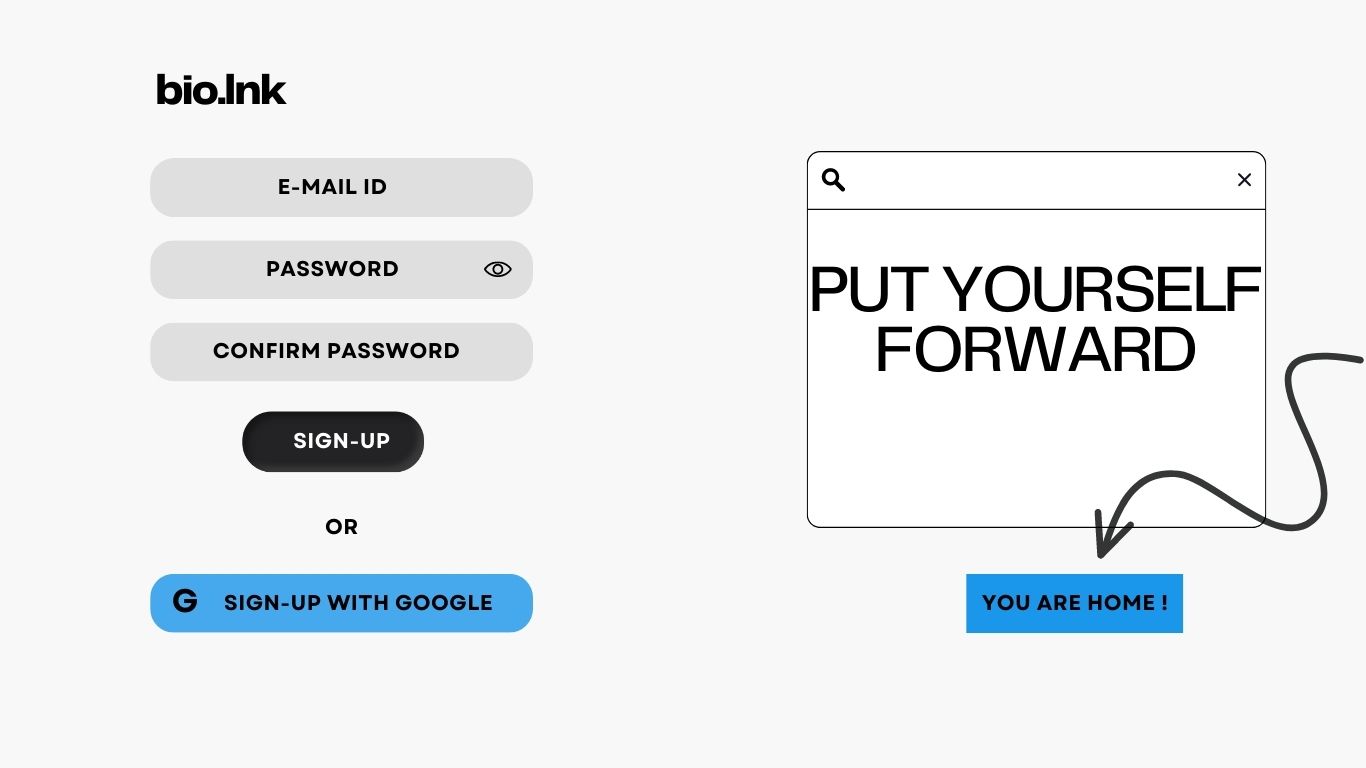 bio.lnk
E-MAIL ID
PASSWORD
CONFIRM PASSWORD
SIGN-UP
OR
G SIGN-UP WITH GOOGLE
PUT YOURSELF
FORWARD
YOU ARE HOME !